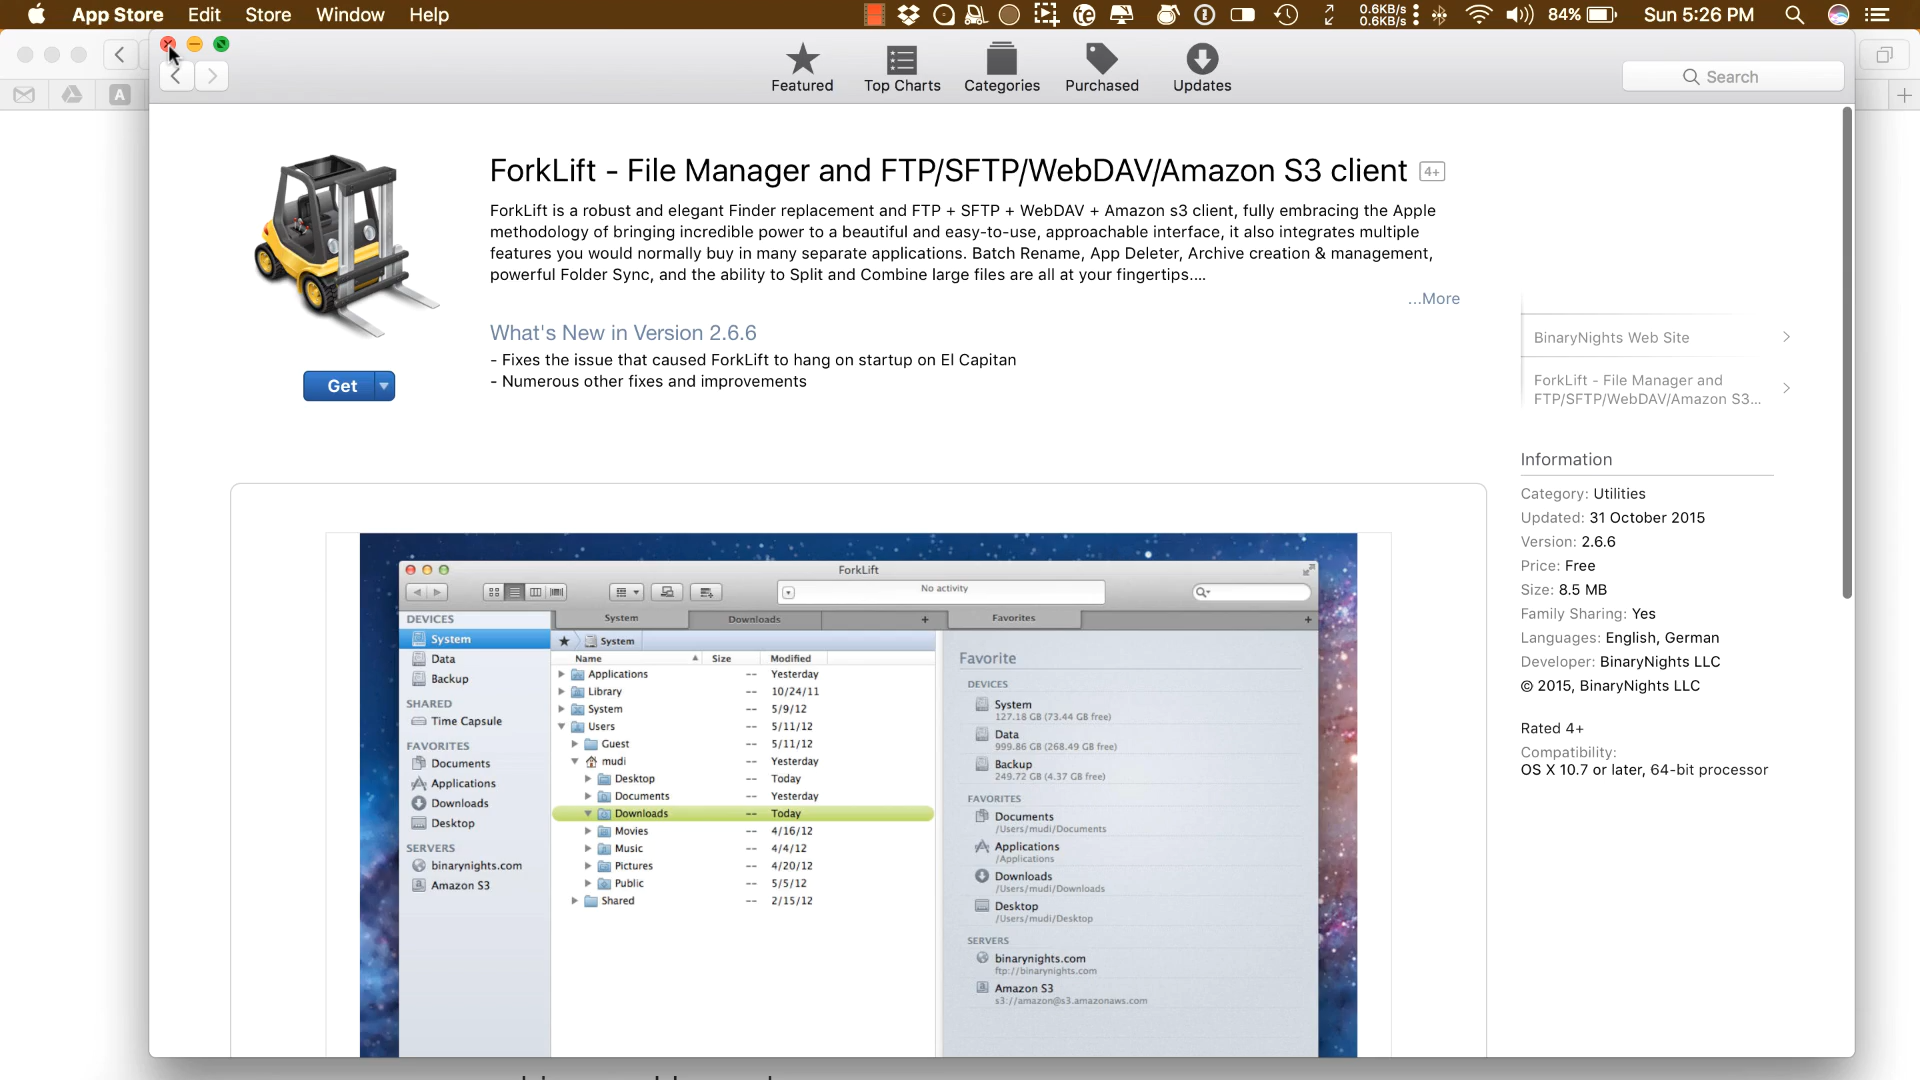 App Store Edit Store Window Help
0.6KB/s
0.6KB/s
84% Sun 5:26 PM
Featured Top Charts Categories Purchased Updates
Search
A
ForkLift - File Manager and FTP/SFTP/WebDAV/Amazon S3 client 4+
ForkLift is a robust and elegant Finder replacement and FTP + SFTP + WebDAV + Amazon s3 client, fully embracing the Apple
methodology of bringing incredible power to a beautiful and easy-to-use, approachable interface, it also integrates multiple
features you would normally buy in many separate applications. Batch Rename, App Deleter, Archive creation & management,
powerful Folder Sync, and the ability to Split and Combine large files are all at your fingertips....
...More
What's New in Version 2.6.6
- Fixes the issue that caused ForkLift to hang on startup on El Capitan
- Numerous other fixes and improvements
Get
BinaryNights Web Site
ForkLift - File Manager and
FTP/SFTP/WebDAV/Amazon S3...
Information
Category: Utilities
Updated: 31 October 2015
Version: 2.6.6
Price: Free
Size: 8.5 MB
Family Sharing: Yes
Languages: English, German
Developer: BinaryNights LLC
© 2015, BinaryNights LLC
Rated 4+
Compatibility:
OS X 10.7 or later, 64-bit processor
ForkLift
No activity
System Downloads + Favorites +
DEVICES
System
Data
Backup
SHARED
Time Capsule
FAVORITES
Documents
Applications
Downloads
Desktop
SERVERS
binarynights.com
Amazon S3
System
Name Size Modified
Applications -- Yesterday
Library -- 10/24/11
System -- 5/9/12
Users -- 5/11/12
Guest -- 5/11/12
mudi -- Yesterday
Desktop -- Today
Documents -- Yesterday
Downloads -- Today
Movies -- 4/16/12
Music -- 4/4/12
Pictures -- 4/20/12
Public -- 5/5/12
Shared -- 2/15/12
Favorite
DEVICES
System
127.18 GB (73.44 GB free)
Data
999.86 GB (268.49 GB free)
Backup
249.72 GB (4.37 GB free)
FAVORITES
Documents
/Users/mudi/Documents
Applications
/Applications
Downloads
/Users/mudi/Downloads
Desktop
/Users/mudi/Desktop
SERVERS
binarynights.com
ftp://binarynights.com
Amazon S3
s3://amazon@s3.amazonaws.com